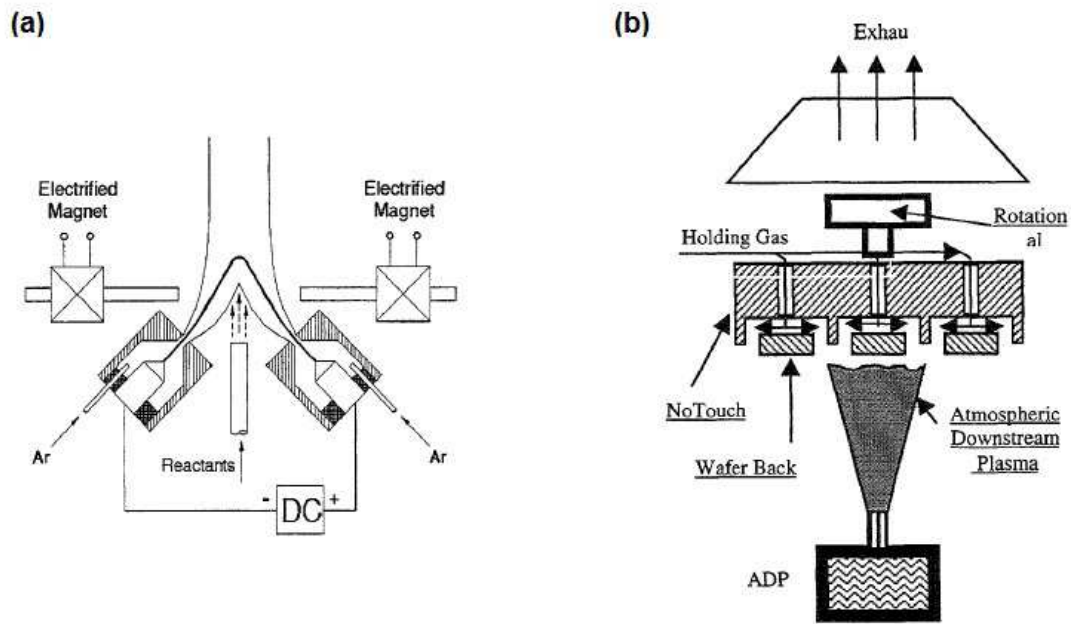 (a)
Electrified
Magnet
Electrified
Magnet
Ar
Reactants
Ar
-
DC
+
(b)
Exhau
Rotation
al
Holding Gas
NoTouch
Wafer Back
Atmospheric
Downstream
Plasma
ADP